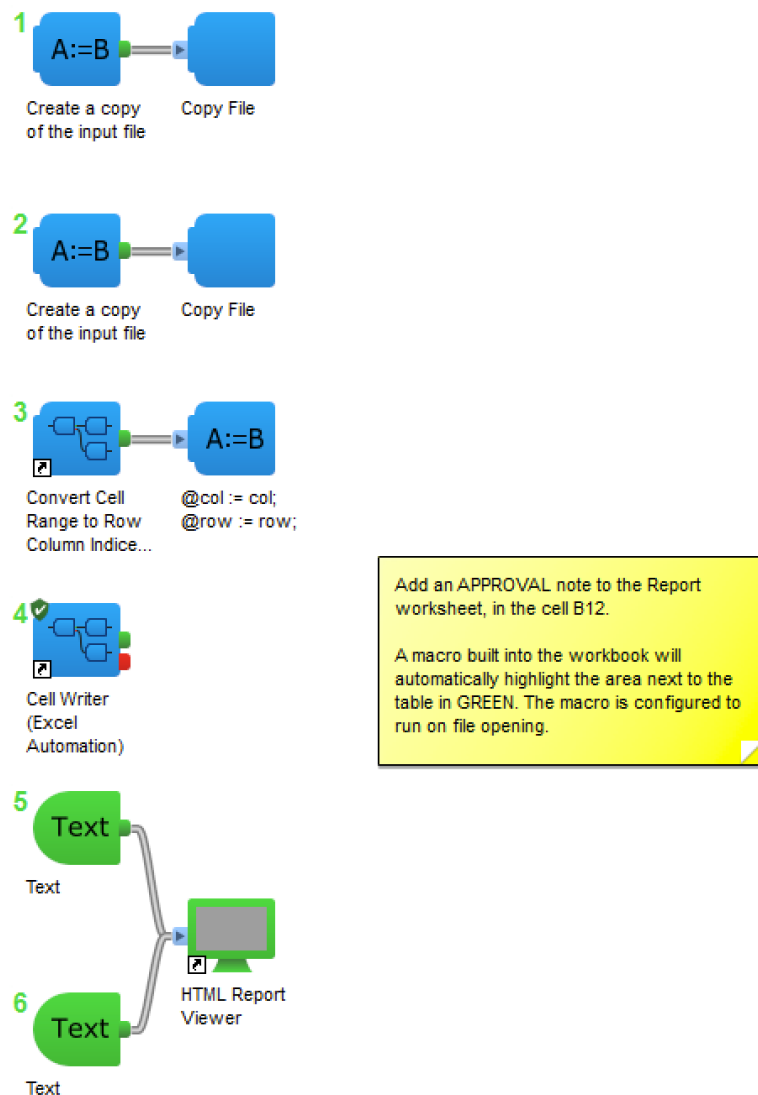 1
A:=B
Create a copy
of the input file
Copy File
2
A:=B
Create a copy
of the input file
Copy File
3
A:=B
Convert Cell
Range to Row
Column Indice...
@col := col;
@row := row;
Add an APPROVAL note to the Report
worksheet, in the cell B12.
A macro built into the workbook will
automatically highlight the area next to the
table in GREEN. The macro is configured to
run on file opening.
4
Cell Writer
(Excel
Automation)
5
Text
Text
HTML Report
Viewer
6
Text
Text